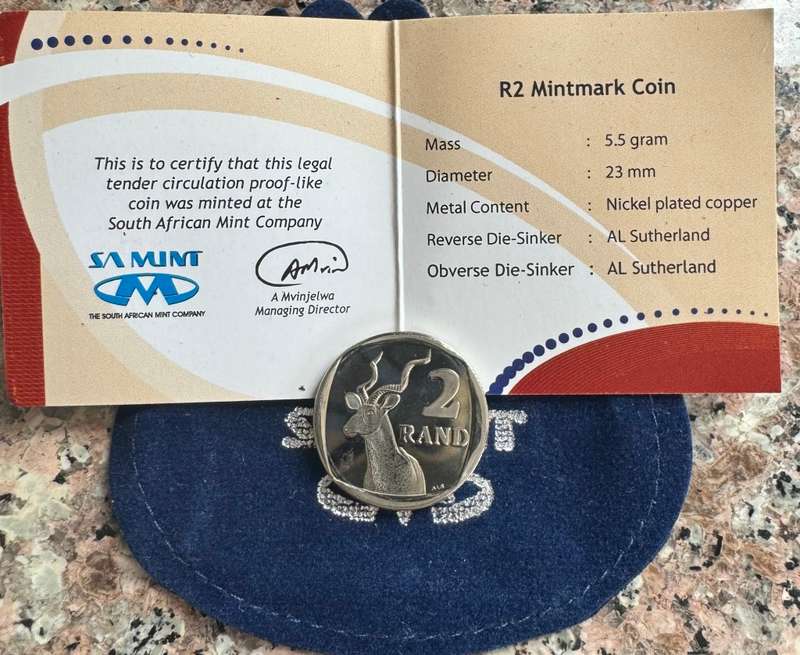 This is to certify that this legal
tender circulation proof-like
coin was minted at the
South African Mint Company
SA MINT
THE SOUTH AFRICAN MINT COMPANY
A Mvinjelwa
Managing Director
R2 Mintmark Coin
Mass : 5.5 gram
Diameter : 23 mm
Metal Content : Nickel plated copper
Reverse Die-Sinker : AL Sutherland
Obverse Die-Sinker : AL Sutherland
2
RAND
ALS